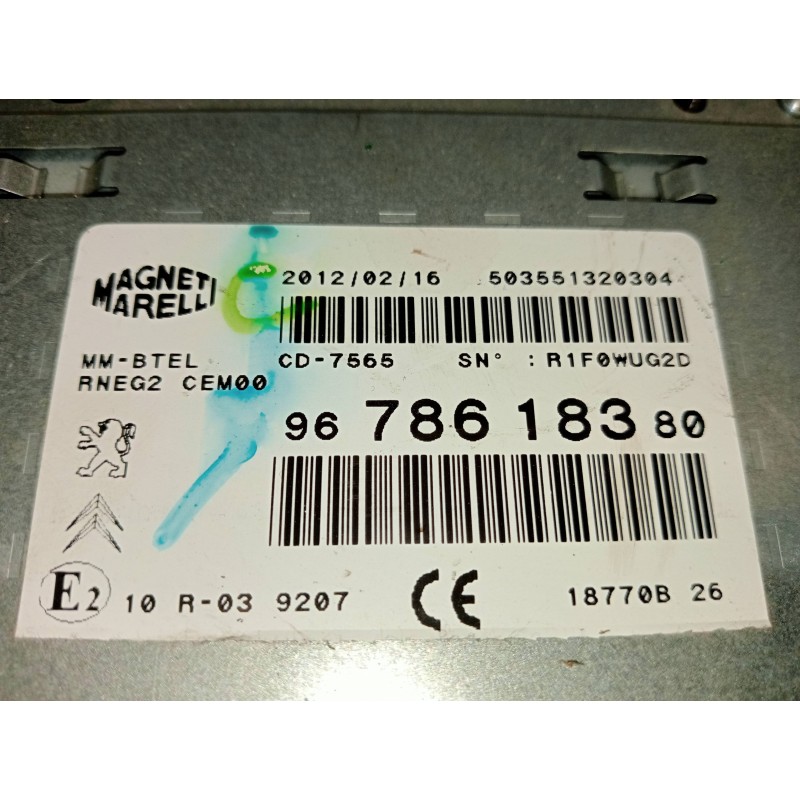 MAGNETI
MARELLI
2012/02/16 503551320304
MM-BTEL CD-7565 SN° : R1F0WUG2D
RNEG2 CEM00
96 786 183 80
E2 10 R-03 9207 CE 18770B 26